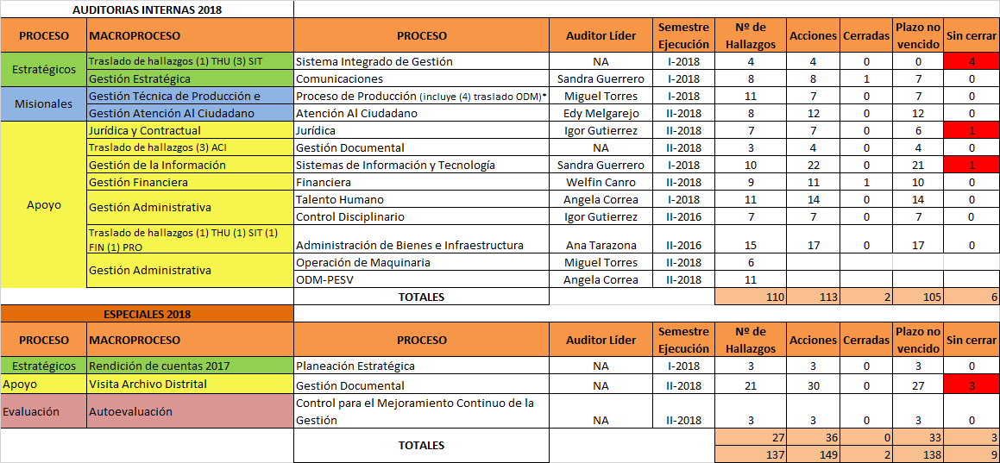 AUDITORIAS INTERNAS 2018
PROCESO MACROPROCESO PROCESO Auditor Líder Semestre Ejecución Nº de Hallazgos Acciones Cerradas Plazo no vencido Sin cerrar
Estratégicos Traslado de hallazgos (1) THU (3) SIT Sistema Integrado de Gestión NA I-2018 4 4 0 0 4
Gestión Estratégica Comunicaciones Sandra Guerrero I-2018 8 8 1 7 0
Misionales Gestión Técnica de Producción e Proceso de Producción (incluye (4) traslado ODM)* Miguel Torres I-2018 11 7 0 7 0
Gestión Atención Al Ciudadano Atención Al Ciudadano Edy Melgarejo II-2018 8 12 0 12 0
Apoyo Jurídica y Contractual Jurídica Igor Gutierrez II-2018 7 7 0 6 1
Traslado de hallazgos (3) ACI Gestión Documental NA II-2018 3 4 0 4 0
Gestión de la Información Sistemas de Información y Tecnología Sandra Guerrero I-2018 10 22 0 21 1
Gestión Financiera Financiera Welfin Canro II-2018 9 11 1 10 0
Gestión Administrativa Talento Humano Angela Correa I-2018 11 14 0 14 0
Control Disciplinario Igor Gutierrez II-2016 7 7 0 7 0
Traslado de hallazgos (1) THU (1) SIT (1)
FIN (1) PRO Administración de Bienes e Infraestructura Ana Tarazona II-2016 15 17 0 17 0
Gestión Administrativa Operación de Maquinaria Miguel Torres II-2018 6
ODM-PESV Angela Correa II-2018 11
TOTALES 110 113 2 105 6
ESPECIALES 2018
PROCESO MACROPROCESO PROCESO Auditor Líder Semestre Ejecución Nº de Hallazgos Acciones Cerradas Plazo no vencido Sin cerrar
Estratégicos Rendición de cuentas 2017 Planeación Estratégica NA I-2018 3 3 0 3 0
Apoyo Visita Archivo Distrital Gestión Documental NA II-2018 21 30 0 27 3
Evaluación Autoevaluación Control para el Mejoramiento Continuo de la
Gestión NA II-2018 3 3 0 3 0
TOTALES 27 36 0 33 3
137 149 2 138 9